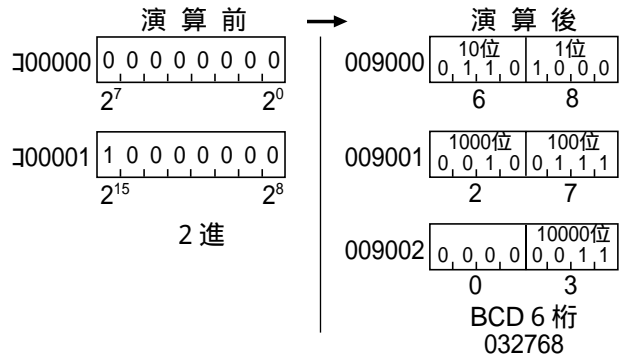 演算前 → 演算後
コ00000 0 0 0 0 0 0 0 0
2⁷ 2⁰
コ00001 1 0 0 0 0 0 0 0
2¹⁵ 2⁸
2進
10位 1位
009000 0 1 1 0 1 0 0 0
6 8
1000位 100位
009001 0 0 1 0 0 1 1 1
2 7
10000位
009002 0 0 0 0 0 0 1 1
0 3
BCD 6桁
032768